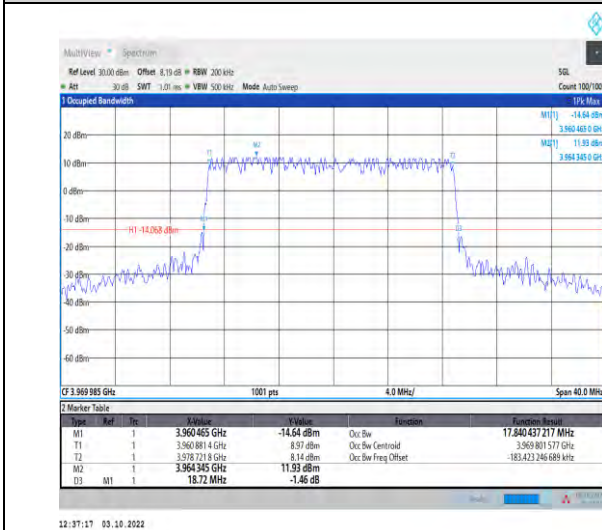 MultiView Spectrum
Ref Level 30.00 dBm Offset 8.19 dB RBW 200 kHz SGL
Att 30 dB SWT 1.01 ms VBW 500 kHz Mode Auto Sweep Count 100/100
1 Occupied Bandwidth 1Pk Max
M1[1] -14.64 dBm
3.960 465 0 GHz
M2[1] 11.93 dBm
3.964 345 0 GHz
20 dBm
T1 M2 T2
10 dBm
0 dBm
-10 dBm
H1 -14.068 dBm
D3
-20 dBm
-30 dBm
-40 dBm
-50 dBm
-60 dBm
CF 3.969 985 GHz 1001 pts 4.0 MHz/ Span 40.0 MHz
2 Marker Table
Type Ref Trc X-Value Y-Value Function Function Result
M1 1 3.960 465 GHz -14.64 dBm Occ Bw 17.840 437 217 MHz
T1 1 3.960 881 4 GHz 8.97 dBm Occ Bw Centroid 3.969 801 577 GHz
T2 1 3.978 721 8 GHz 8.14 dBm Occ Bw Freq Offset -183.423 246 689 kHz
M2 1 3.964 345 GHz 11.93 dBm
D3 M1 1 18.72 MHz -1.46 dB
12:37:17 03.10.2022